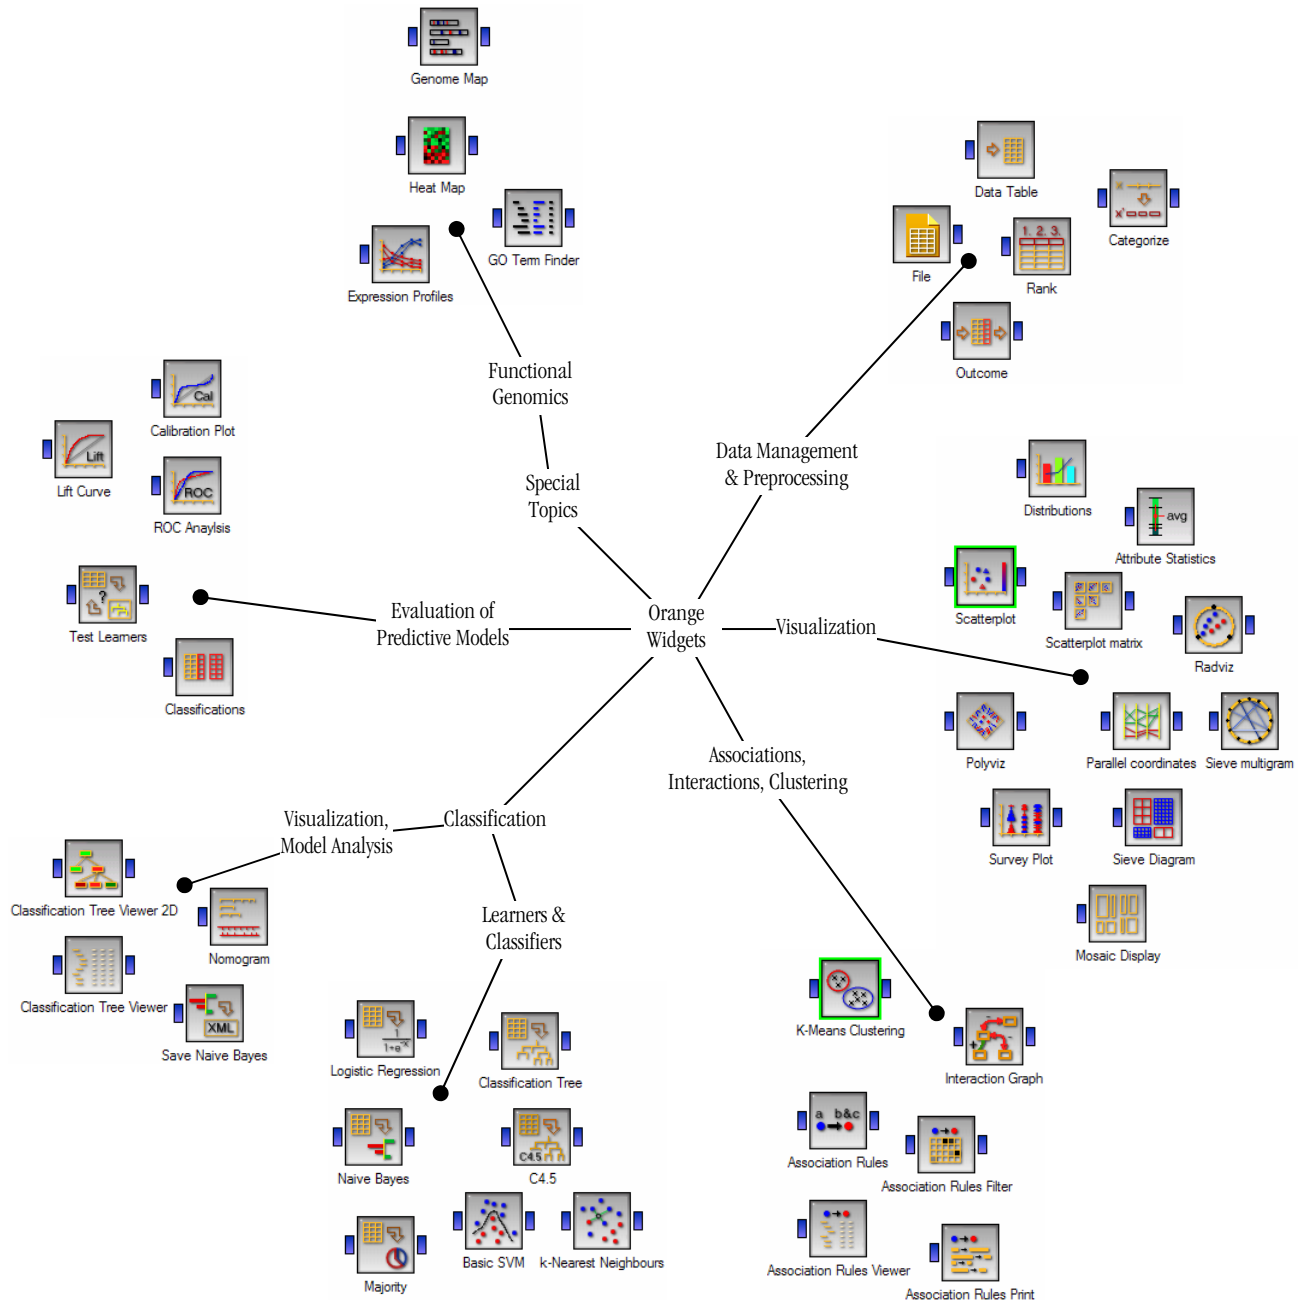 Genome Map
Heat Map
GO Term Finder
Expression Profiles
Functional
Genomics
Special
Topics
Data Table
Categorize
1. 2. 3.
File
Rank
Outcome
Data Management
& Preprocessing
Cal
Calibration Plot
Lift
Lift Curve
ROC
ROC Anaylsis
?
Test Learners
Classifications
Evaluation of
Predictive Models
Orange
Widgets
Visualization
Distributions
avg
Attribute Statistics
Scatterplot
Scatterplot matrix
Radviz
Polyviz
Parallel coordinates
Sieve multigram
Survey Plot
Sieve Diagram
Mosaic Display
Associations,
Interactions, Clustering
K-Means Clustering
Interaction Graph
a b&c
Association Rules
Association Rules Filter
Association Rules Viewer
Association Rules Print
Classification
Visualization,
Model Analysis
Classification Tree Viewer 2D
Nomogram
Classification Tree Viewer
XML
Save Naive Bayes
Learners &
Classifiers
1
1+e-x
Logistic Regression
Classification Tree
Naive Bayes
C4.5
C4.5
Majority
Basic SVM
k-Nearest Neighbours